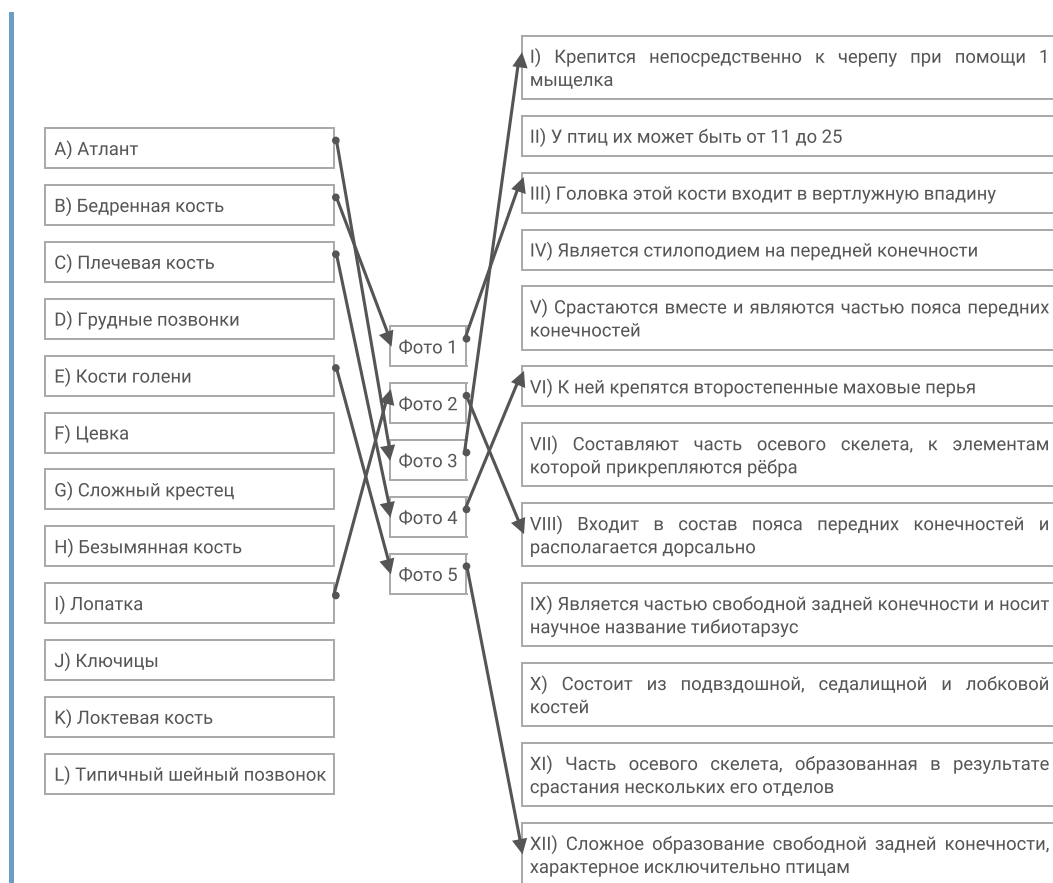 A) Атлант
B) Бедренная кость
C) Плечевая кость
D) Грудные позвонки
E) Кости голени
F) Цевка
G) Сложный крестец
H) Безымянная кость
I) Лопатка
J) Ключицы
K) Локтевая кость
L) Типичный шейный позвонок
Фото 1
Фото 2
Фото 3
Фото 4
Фото 5
I) Крепится непосредственно к черепу при помощи 1
мыщелка
II) У птиц их может быть от 11 до 25
III) Головка этой кости входит в вертлужную впадину
IV) Является стилоподием на передней конечности
V) Срастаются вместе и являются частью пояса передних
конечностей
VI) К ней крепятся второстепенные маховые перья
VII) Составляют часть осевого скелета, к элементам
которой прикрепляются рёбра
VIII) Входит в состав пояса передних конечностей и
располагается дорсально
IX) Является частью свободной задней конечности и носит
научное название тибиотарзус
X) Состоит из подвздошной, седалищной и лобковой
костей
XI) Часть осевого скелета, образованная в результате
срастания нескольких его отделов
XII) Сложное образование свободной задней конечности,
характерное исключительно птицам